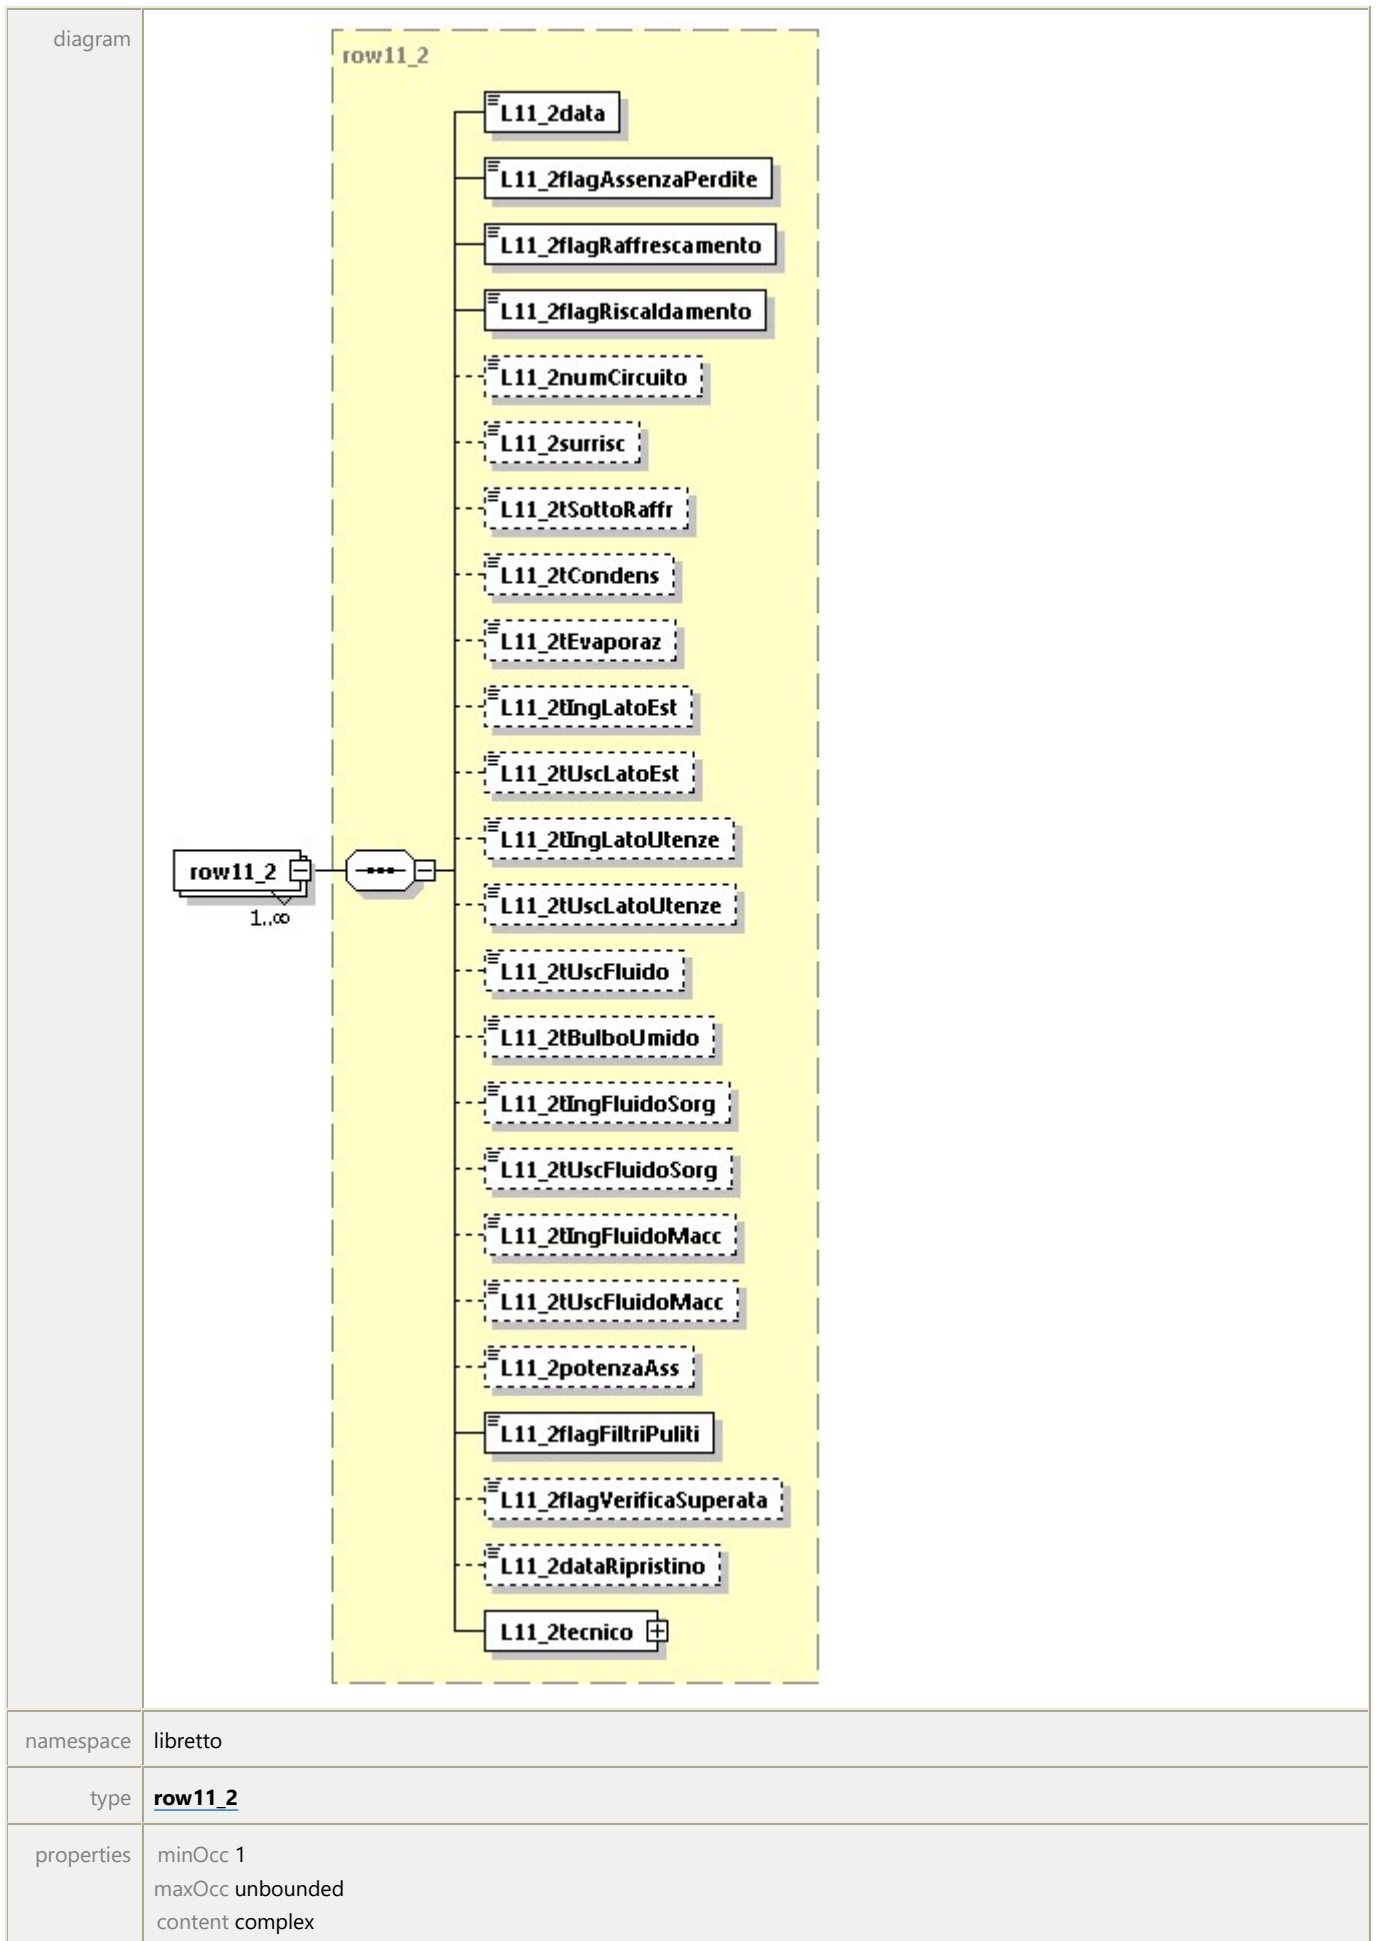 diagram
row11_2
L11_2data
L11_2flagAssenzaPerdite
L11_2flagRaffrescamento
L11_2flagRiscaldamento
L11_2numCircuito
L11_2surrisc
L11_2tSottoRaffr
L11_2tCondens
L11_2tEvaporaz
L11_2tIngLatoEst
L11_2tUscLatoEst
L11_2tIngLatoUtenze
row11_2
1..∞
L11_2tUscLatoUtenze
L11_2tUscFluido
L11_2tBulboUmido
L11_2tIngFluidoSorg
L11_2tUscFluidoSorg
L11_2tIngFluidoMacc
L11_2tUscFluidoMacc
L11_2potenzaAss
L11_2flagFiltriPuliti
L11_2flagVerificaSuperata
L11_2dataRipristino
L11_2tecnico
namespace libretto
type row11_2
properties minOcc 1
maxOcc unbounded
content complex